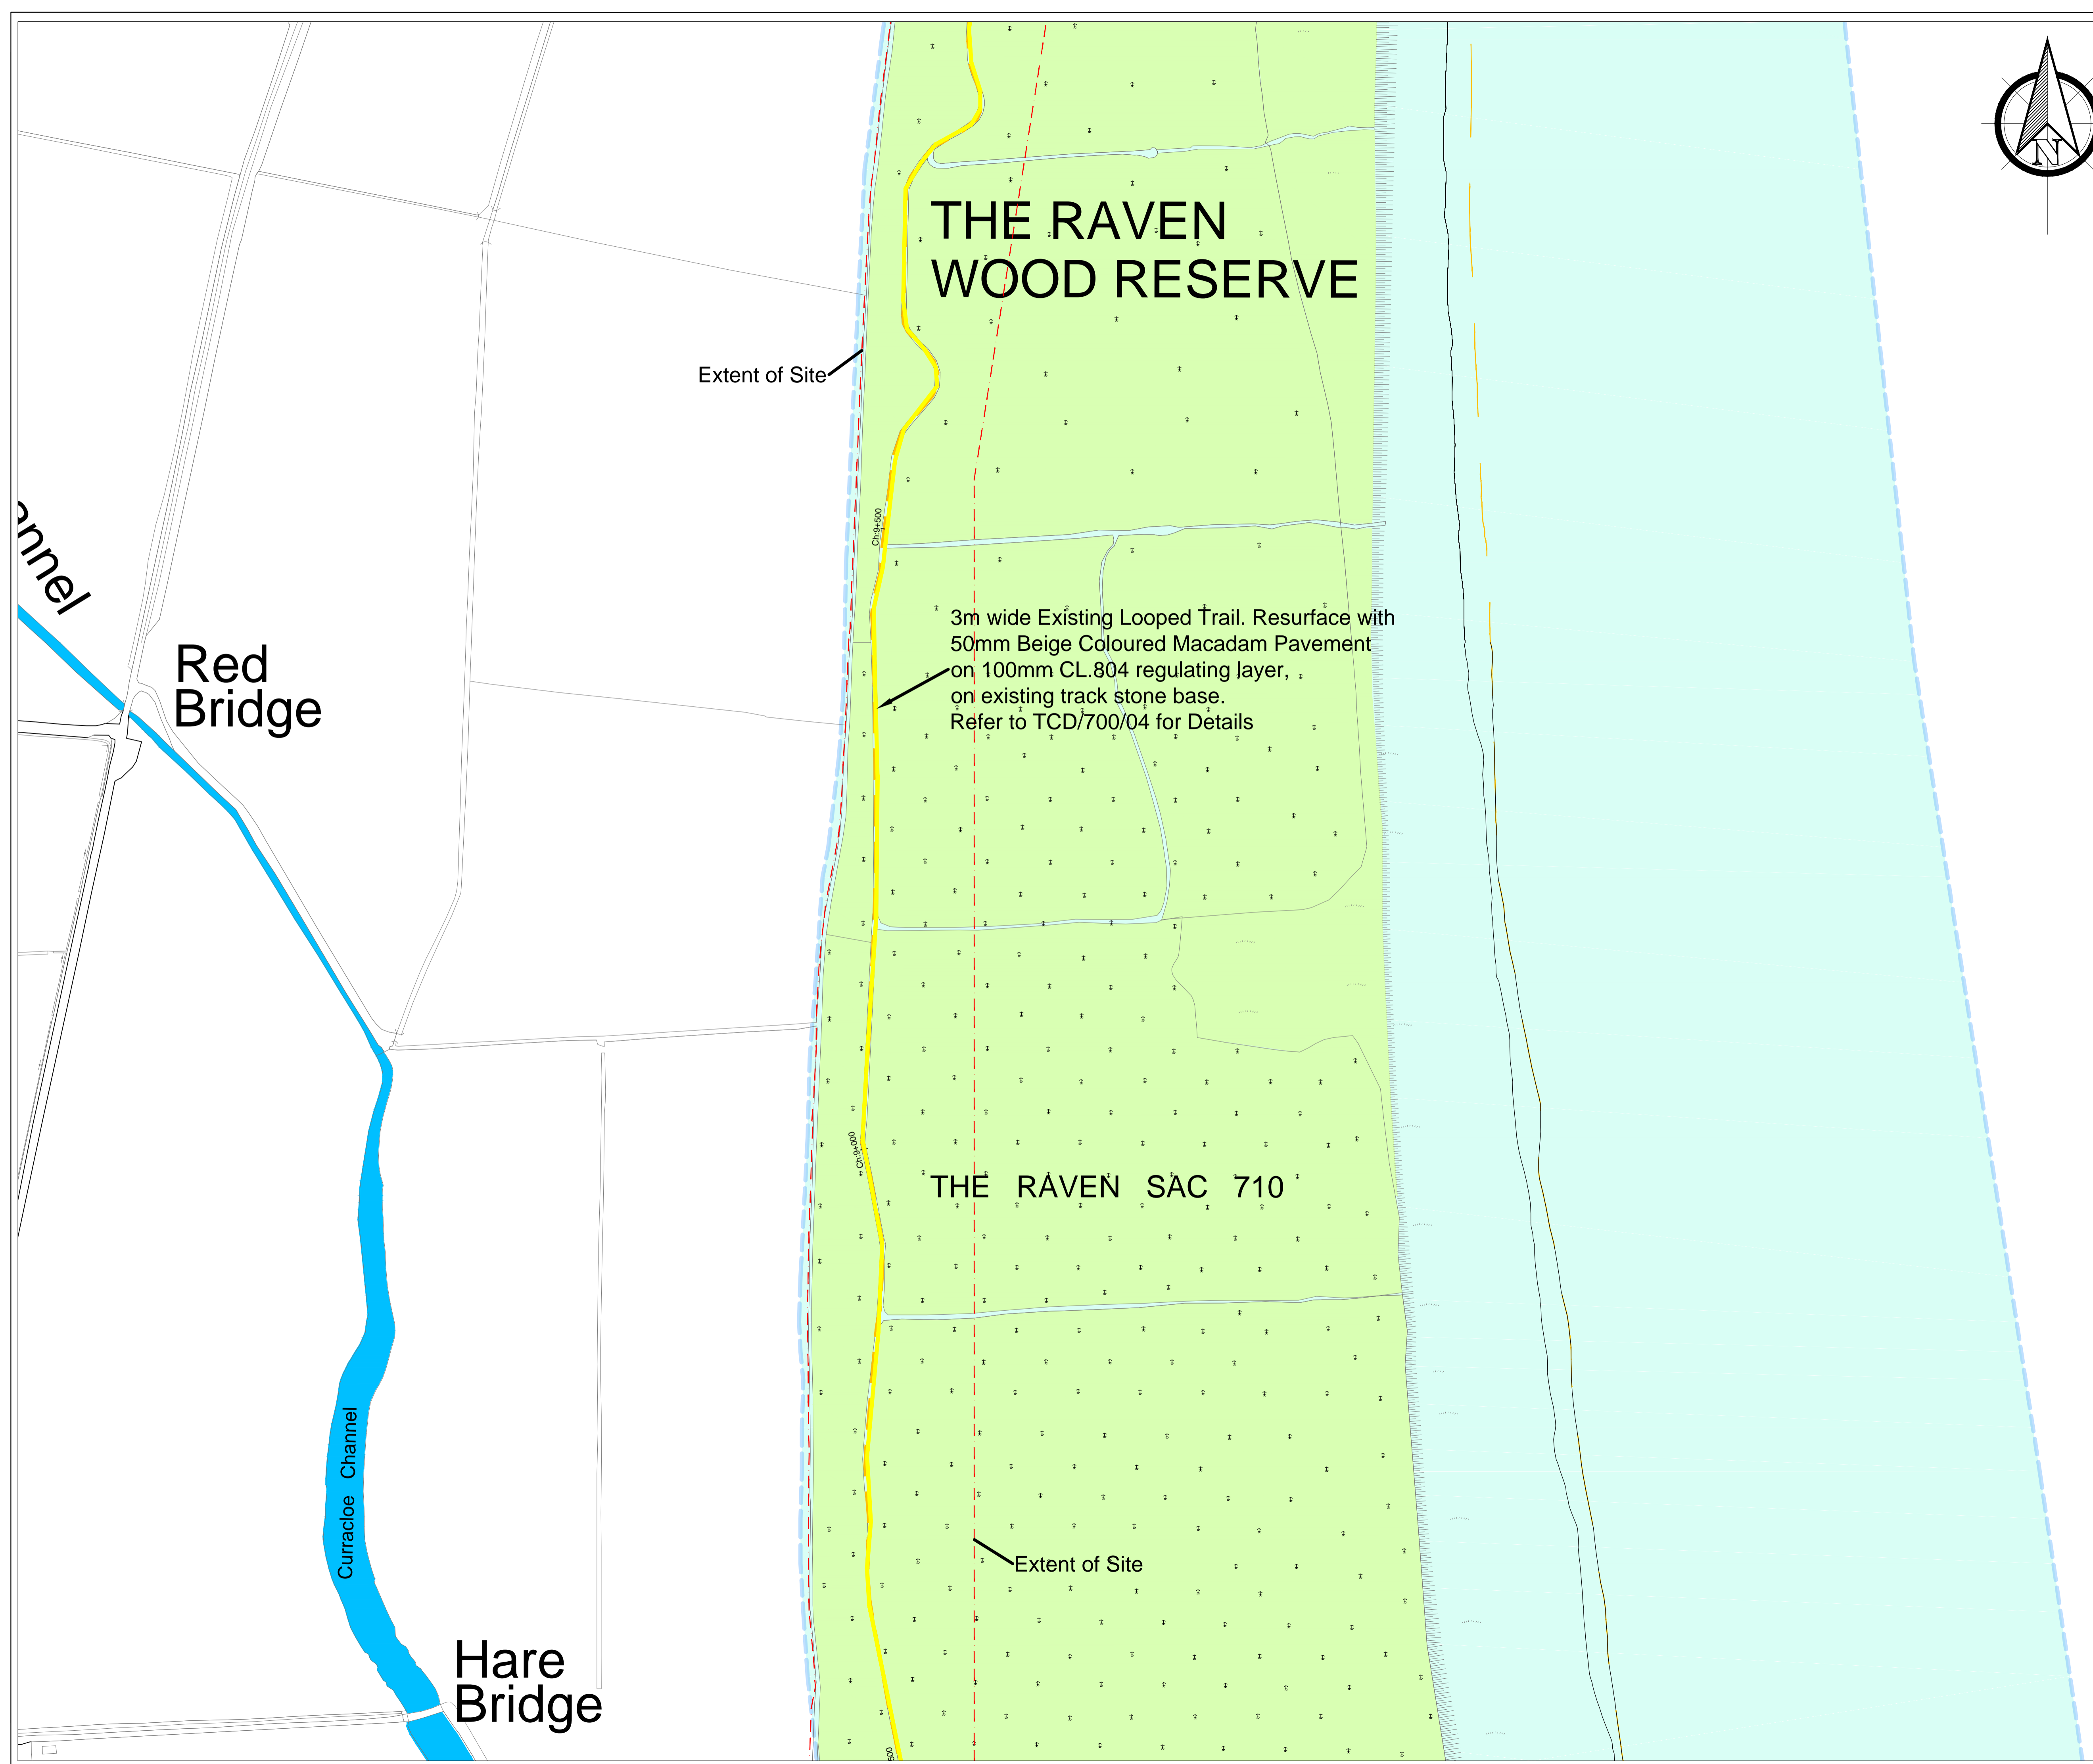 N
THE RAVEN
WOOD RESERVE
Extent of Site
Ch:9+500
annel
3m wide Existing Looped Trail. Resurface with
50mm Beige Coloured Macadam Pavement
on 100mm CL.804 regulating layer,
on existing track stone base.
Refer to TCD/700/04 for Details
Red
Bridge
Ch:9+000
THE RAVEN SAC 710
Curracloe Channel
Extent of Site
Hare
Bridge
500